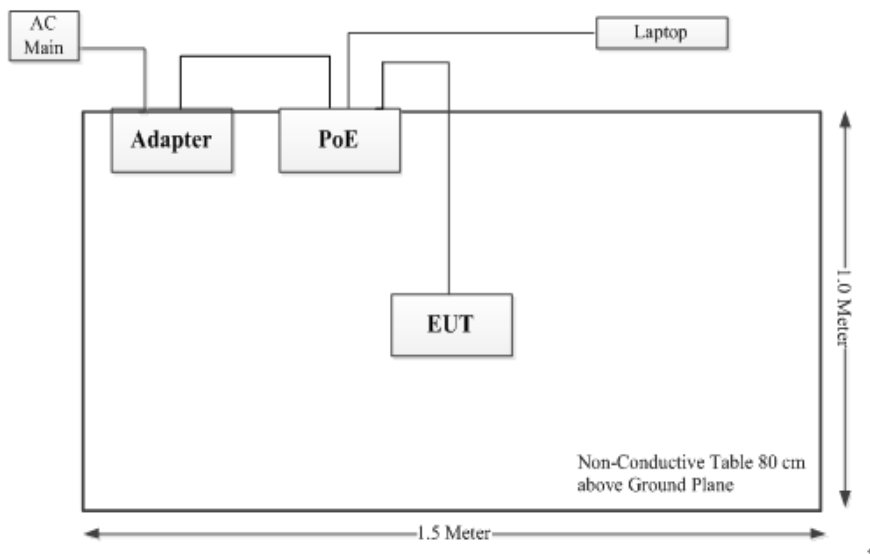 AC
Main
Laptop
Adapter
PoE
EUT
1.0 Meter
Non-Conductive Table 80 cm
above Ground Plane
1.5 Meter